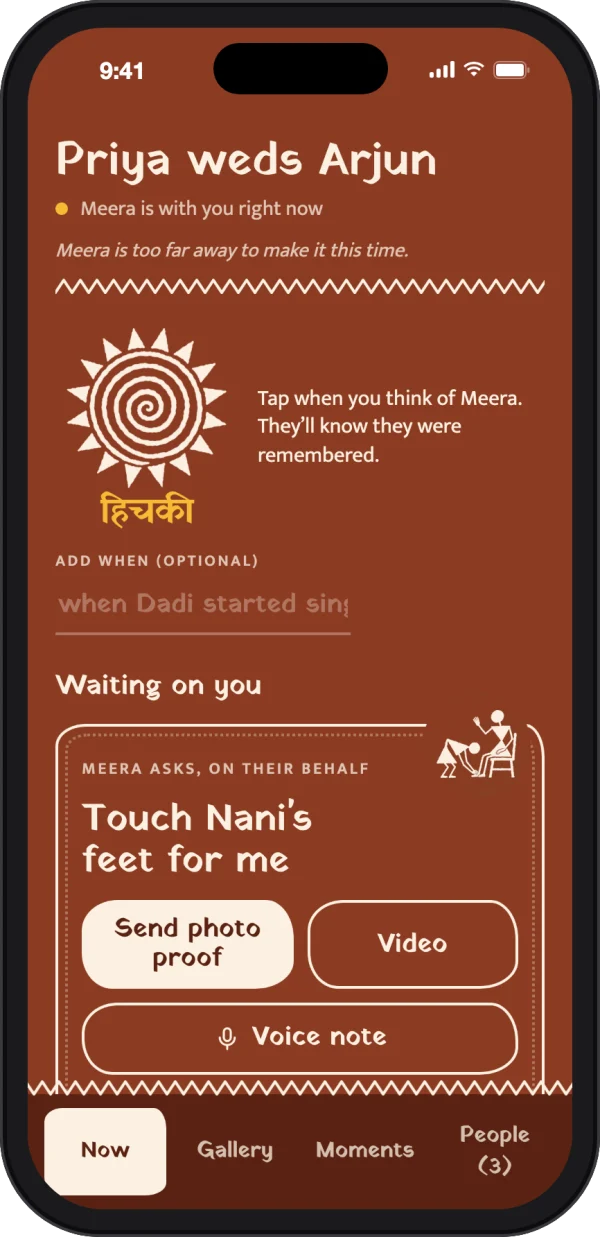 9:41
Priya weds Arjun
Meera is with you right now
Meera is too far away to make it this time.
Tap when you think of Meera.
They'll know they were
remembered.
हिचकी
ADD WHEN (OPTIONAL)
when Dadi started sing
Waiting on you
MEERA ASKS, ON THEIR BEHALF
Touch Nani's
feet for me
Send photo
proof
Video
Voice note
Now
Gallery
Moments
People
(3)